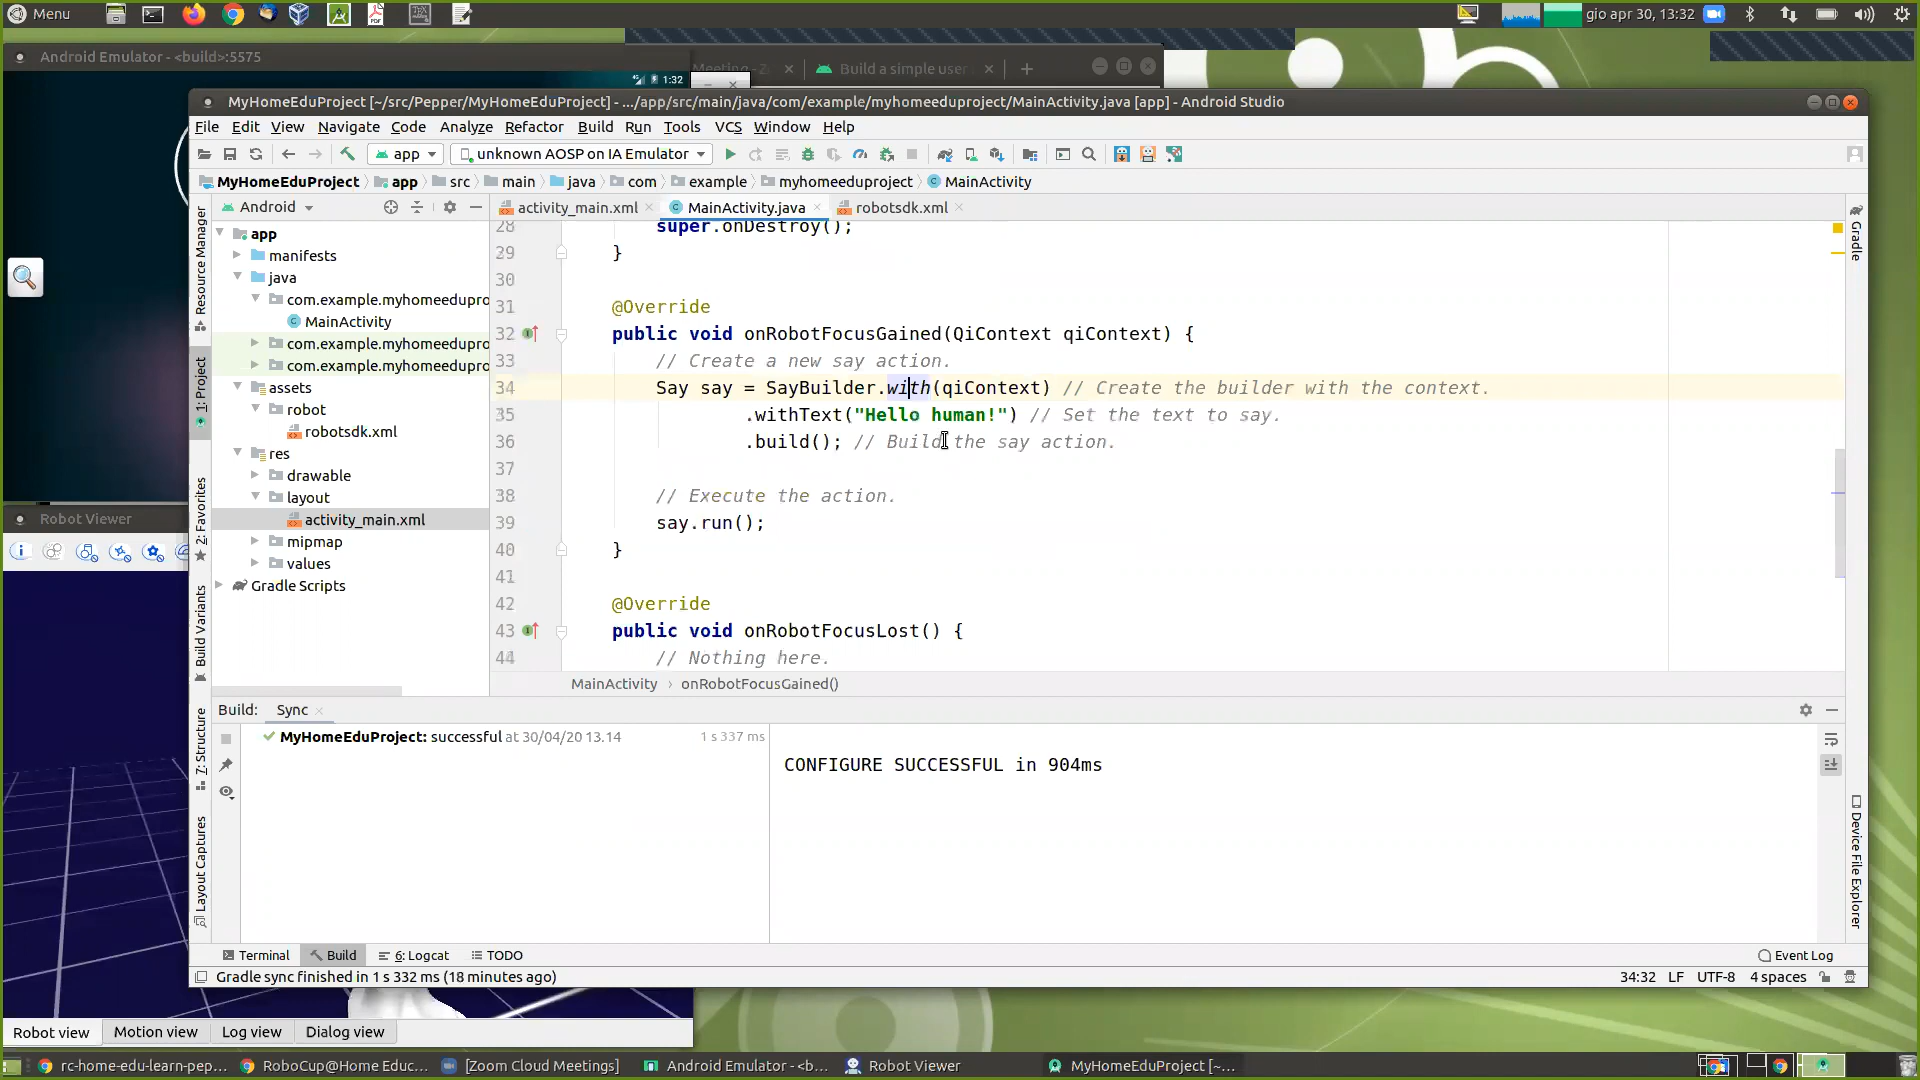 Menu
gio apr 30, 13:32
Android Emulator - <build>:5575
Meeting - Z
Build a simple user
1:32
MyHomeEduProject [~/src/Pepper/MyHomeEduProject] - .../app/src/main/java/com/example/myhomeeduproject/MainActivity.java [app] - Android Studio
File Edit View Navigate Code Analyze Refactor Build Run Tools VCS Window Help
app
unknown AOSP on IA Emulator
MyHomeEduProject app src main java com example myhomeeduproject MainActivity
Android
activity_main.xml
MainActivity.java
robotsdk.xml
Resource Manager
1: Project
2: Favorites
Build Variants
7: Structure
Layout Captures
app
manifests
java
com.example.myhomeedupro
MainActivity
com.example.myhomeedupro
com.example.myhomeedupro
assets
robot
robotsdk.xml
res
drawable
layout
activity_main.xml
mipmap
values
Gradle Scripts
28 super.onDestroy();
29 }
30
31 @Override
32 public void onRobotFocusGained(QiContext qiContext) {
33 // Create a new say action.
34 Say say = SayBuilder.with(qiContext) // Create the builder with the context.
35 .withText("Hello human!") // Set the text to say.
36 .build(); // Build the say action.
37
38 // Execute the action.
39 say.run();
40 }
41
42 @Override
43 public void onRobotFocusLost() {
44 // Nothing here.
MainActivity › onRobotFocusGained()
Gradle
Device File Explorer
Build: Sync
MyHomeEduProject: successful at 30/04/20 13.14 1 s 337 ms
CONFIGURE SUCCESSFUL in 904ms
Terminal Build 6: Logcat TODO
Event Log
Gradle sync finished in 1 s 332 ms (18 minutes ago)
34:32 LF UTF-8 4 spaces
Robot Viewer
Robot view Motion view Log view Dialog view
rc-home-edu-learn-pep...
RoboCup@Home Educ...
[Zoom Cloud Meetings]
Android Emulator - <b...
Robot Viewer
MyHomeEduProject [~...